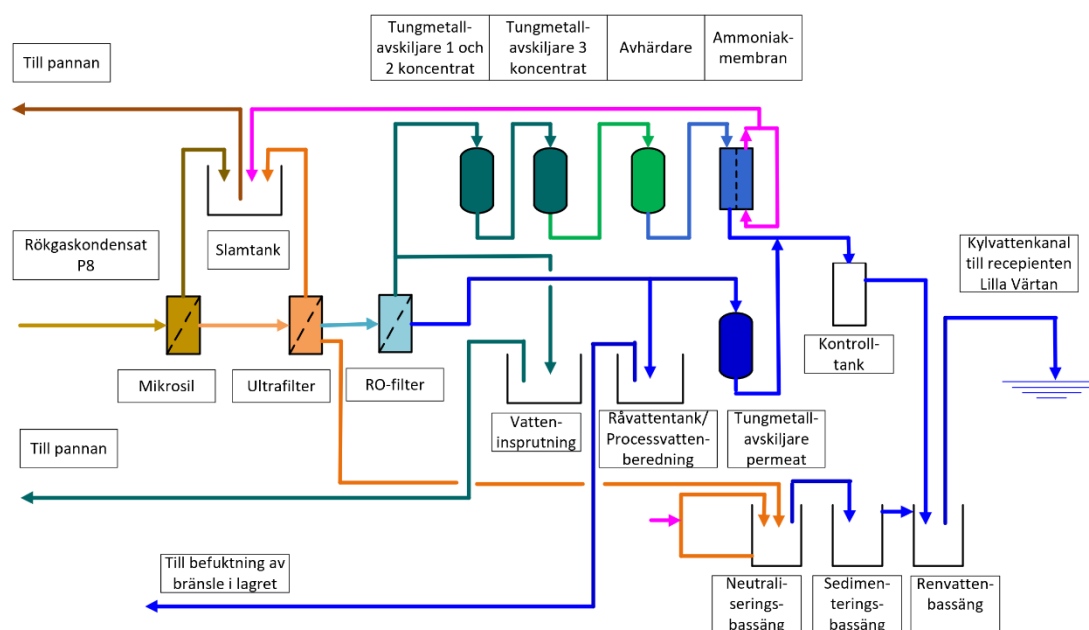 Tungmetall-
avskiljare 1 och
2 koncentrat
Tungmetall-
avskiljare 3
koncentrat
Avhärdare
Ammoniak-
membran
Till pannan
Rökgaskondensat
P8
Slamtank
Kylvattenkanal
till recepienten
Lilla Värtan
Mikrosil
Ultrafilter
RO-filter
Kontroll-
tank
Vatten-
insprutning
Råvattentank/
Processvatten-
beredning
Tungmetall-
avskiljare
permeat
Till pannan
Till befuktning av
bränsle i lagret
Neutrali-
serings-
bassäng
Sedimen-
terings-
bassäng
Renvatten-
bassäng